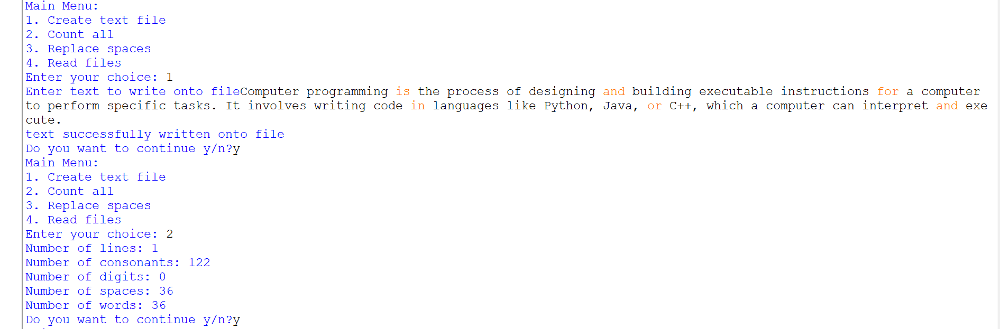 Main Menu:
1. Create text file
2. Count all
3. Replace spaces
4. Read files
Enter your choice: 1
Enter text to write onto fileComputer programming is the process of designing and building executable instructions for a computer
to perform specific tasks. It involves writing code in languages like Python, Java, or C++, which a computer can interpret and exe
cute.
text successfully written onto file
Do you want to continue y/n?y
Main Menu:
1. Create text file
2. Count all
3. Replace spaces
4. Read files
Enter your choice: 2
Number of lines: 1
Number of consonants: 122
Number of digits: 0
Number of spaces: 36
Number of words: 36
Do you want to continue y/n?y